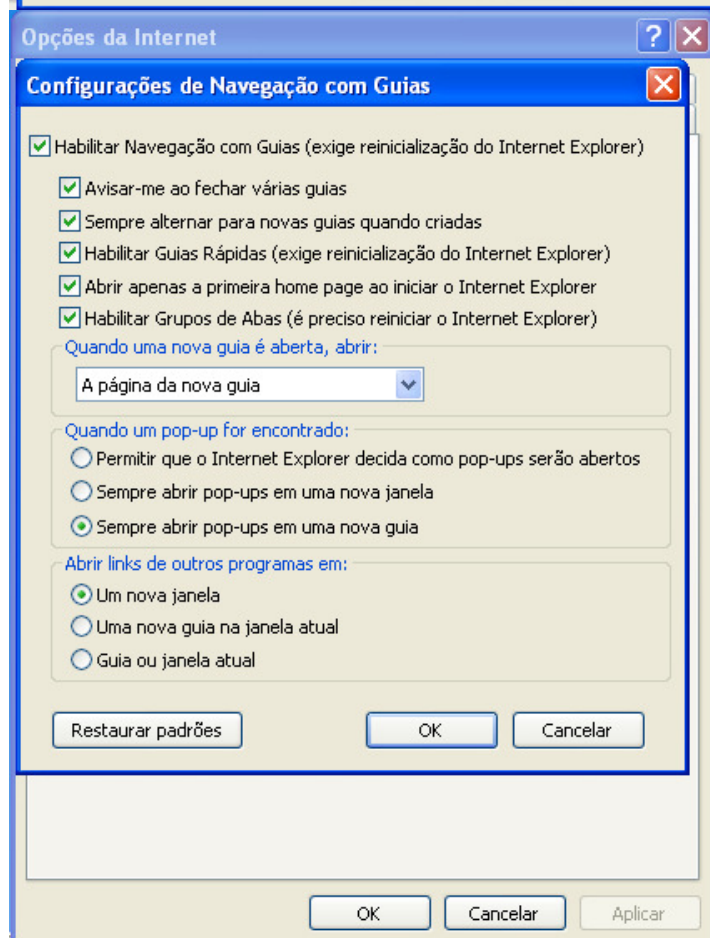 Opções da Internet
Configurações de Navegação com Guias
Habilitar Navegação com Guias (exige reinicialização do Internet Explorer)
Avisar-me ao fechar várias guias
Sempre alternar para novas guias quando criadas
Habilitar Guias Rápidas (exige reinicialização do Internet Explorer)
Abrir apenas a primeira home page ao iniciar o Internet Explorer
Habilitar Grupos de Abas (é preciso reiniciar o Internet Explorer)
Quando uma nova guia é aberta, abrir:
A página da nova guia
Quando um pop-up for encontrado:
Permitir que o Internet Explorer decida como pop-ups serão abertos
Sempre abrir pop-ups em uma nova janela
Sempre abrir pop-ups em uma nova guia
Abrir links de outros programas em:
Um nova janela
Uma nova guia na janela atual
Guia ou janela atual
Restaurar padrões OK Cancelar
OK Cancelar Aplicar